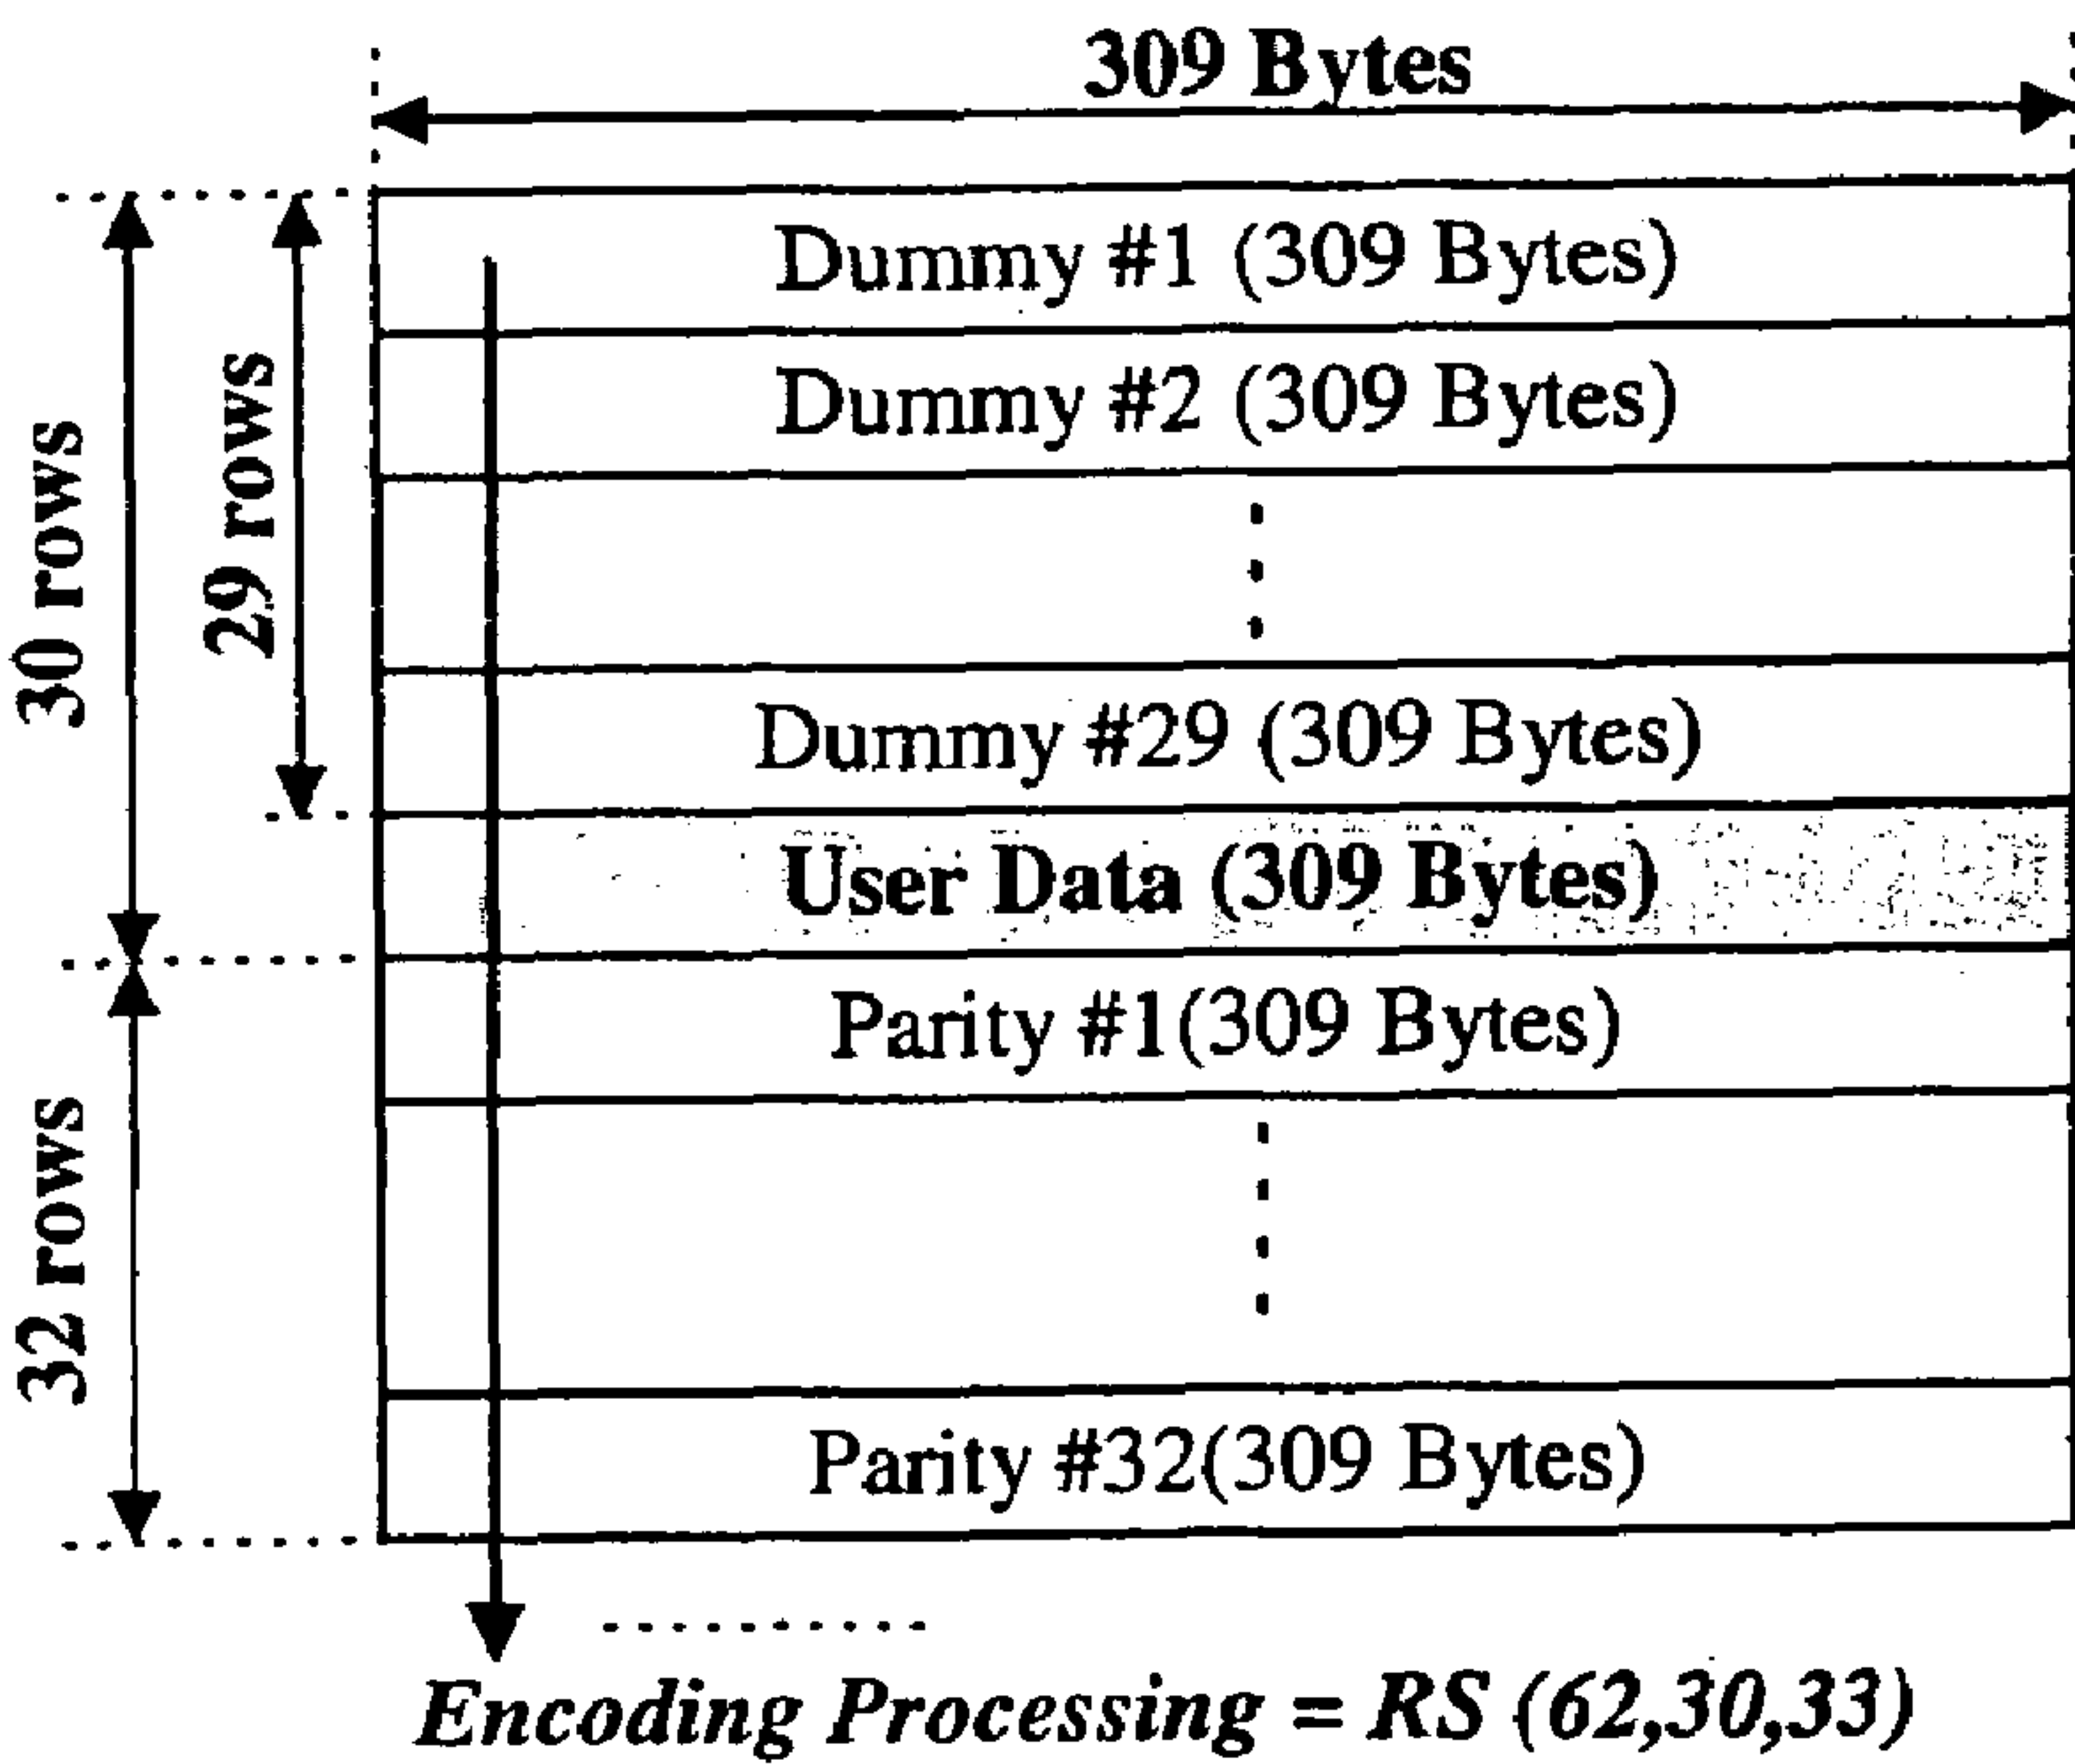 309 Bytes
Dummy #1 (309 Bytes)
Dummy #2 (309 Bytes)
30 rows
29 rows
Dummy #29 (309 Bytes)
User Data (309 Bytes)
Parity #1(309 Bytes)
32 rows
Parity #32(309 Bytes)
Encoding Processing = RS (62,30,33)